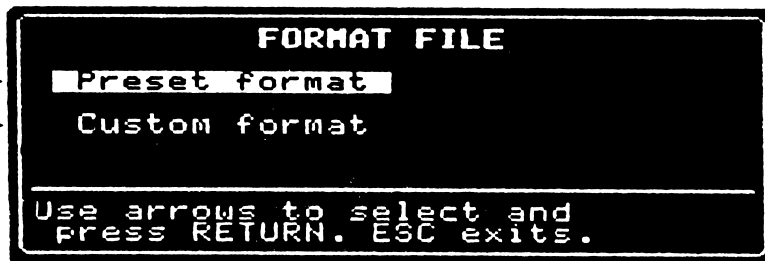 FORMAT FILE
Preset format
Custom format
Use arrows to select and
press RETURN. ESC exits.